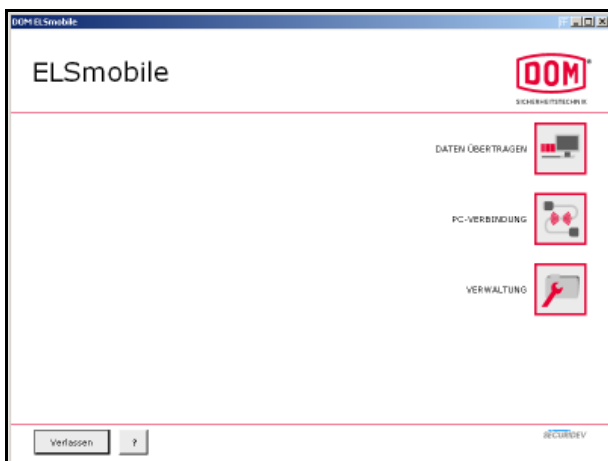 DOM ELSmobile
ELSmobile
DOM
SICHERHEITSTECHNIK
DATEN ÜBERTRAGEN
PC-VERBINDUNG
VERWALTUNG
Verlassen
?
SECURIDEV